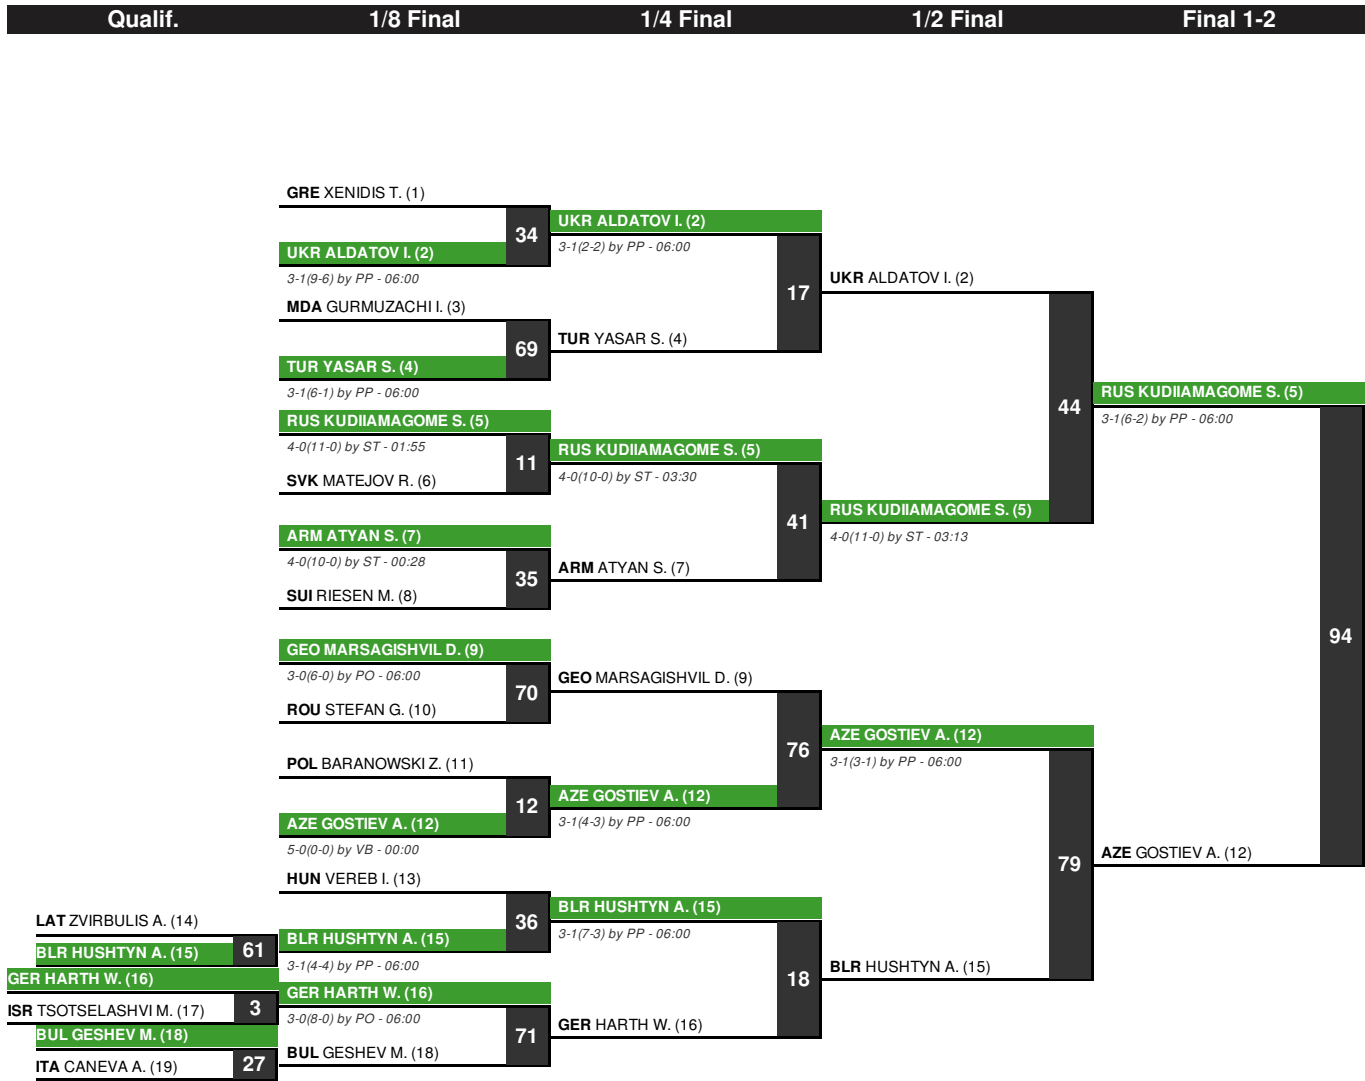 Qualif. 1/8 Final 1/4 Final 1/2 Final Final 1-2
GRE XENIDIS T. (1)
34
UKR ALDATOV I. (2)
3-1(9-6) by PP - 06:00
MDA GURMUZACHI I. (3)
69
TUR YASAR S. (4)
3-1(6-1) by PP - 06:00
RUS KUDIIAMAGOME S. (5)
4-0(11-0) by ST - 01:55
11
SVK MATEJOV R. (6)
ARM ATYAN S. (7)
4-0(10-0) by ST - 00:28
35
SUI RIESEN M. (8)
GEO MARSAGISHVIL D. (9)
3-0(6-0) by PO - 06:00
70
ROU STEFAN G. (10)
POL BARANOWSKI Z. (11)
12
AZE GOSTIEV A. (12)
5-0(0-0) by VB - 00:00
HUN VEREB I. (13)
36
BLR HUSHTYN A. (15)
3-1(4-4) by PP - 06:00
GER HARTH W. (16)
3-0(8-0) by PO - 06:00
71
BUL GESHEV M. (18)
LAT ZVIRBULIS A. (14)
BLR HUSHTYN A. (15)
61
GER HARTH W. (16)
ISR TSOTSELASHVI M. (17)
3
BUL GESHEV M. (18)
ITA CANEVA A. (19)
27
UKR ALDATOV I. (2)
3-1(2-2) by PP - 06:00
17
TUR YASAR S. (4)
RUS KUDIIAMAGOME S. (5)
4-0(10-0) by ST - 03:30
41
ARM ATYAN S. (7)
GEO MARSAGISHVIL D. (9)
76
AZE GOSTIEV A. (12)
3-1(4-3) by PP - 06:00
BLR HUSHTYN A. (15)
3-1(7-3) by PP - 06:00
18
GER HARTH W. (16)
UKR ALDATOV I. (2)
44
RUS KUDIIAMAGOME S. (5)
4-0(11-0) by ST - 03:13
AZE GOSTIEV A. (12)
3-1(3-1) by PP - 06:00
79
BLR HUSHTYN A. (15)
RUS KUDIIAMAGOME S. (5)
3-1(6-2) by PP - 06:00
94
AZE GOSTIEV A. (12)